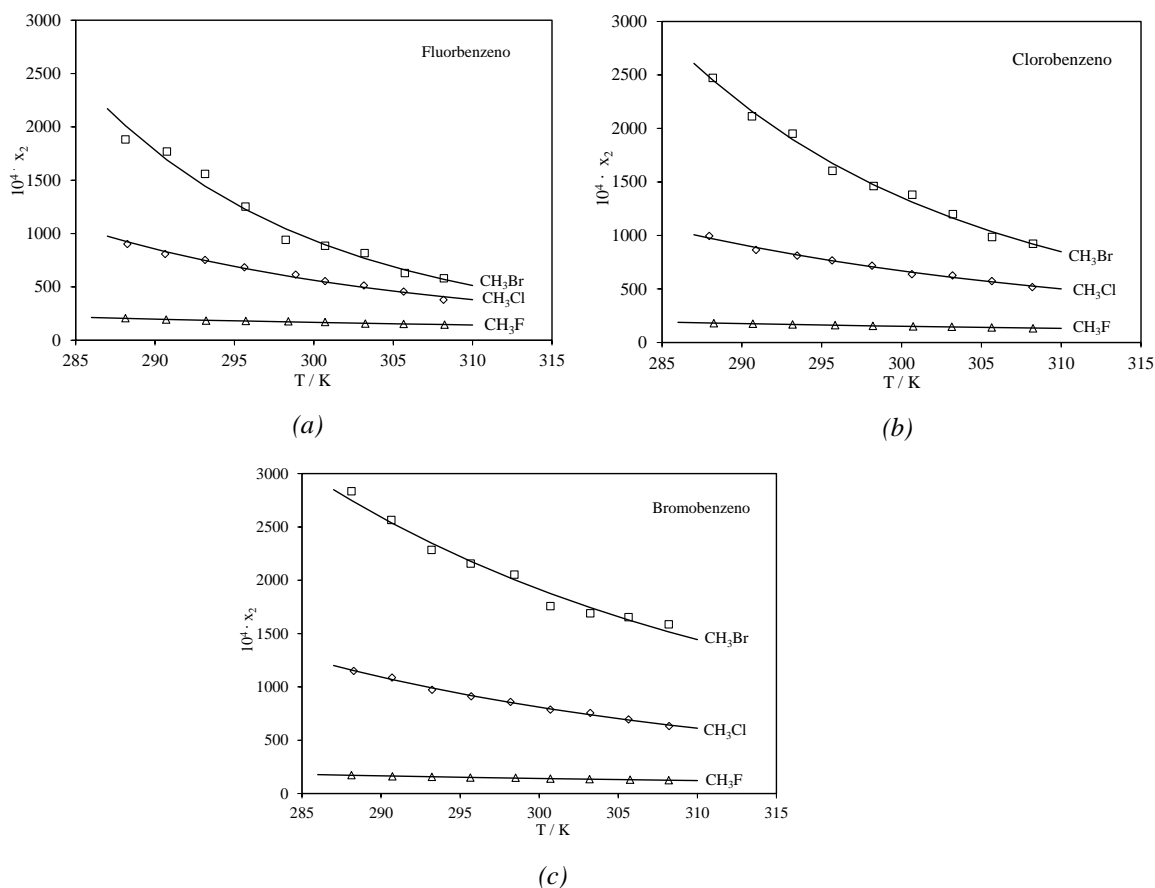 3000
Fluorbenzeno
2500
2000
1500
1000
500
0
10⁴· x₂
CH₃Br
CH₃Cl
CH₃F
285 290 295 300 305 310 315
T / K
(a)
3000
Clorobenzeno
2500
2000
1500
1000
500
0
10⁴· x₂
CH₃Br
CH₃Cl
CH₃F
285 290 295 300 305 310 315
T / K
(b)
3000
Bromobenzeno
2500
2000
1500
1000
500
0
10⁴· x₂
CH₃Br
CH₃Cl
CH₃F
285 290 295 300 305 310 315
T / K
(c)